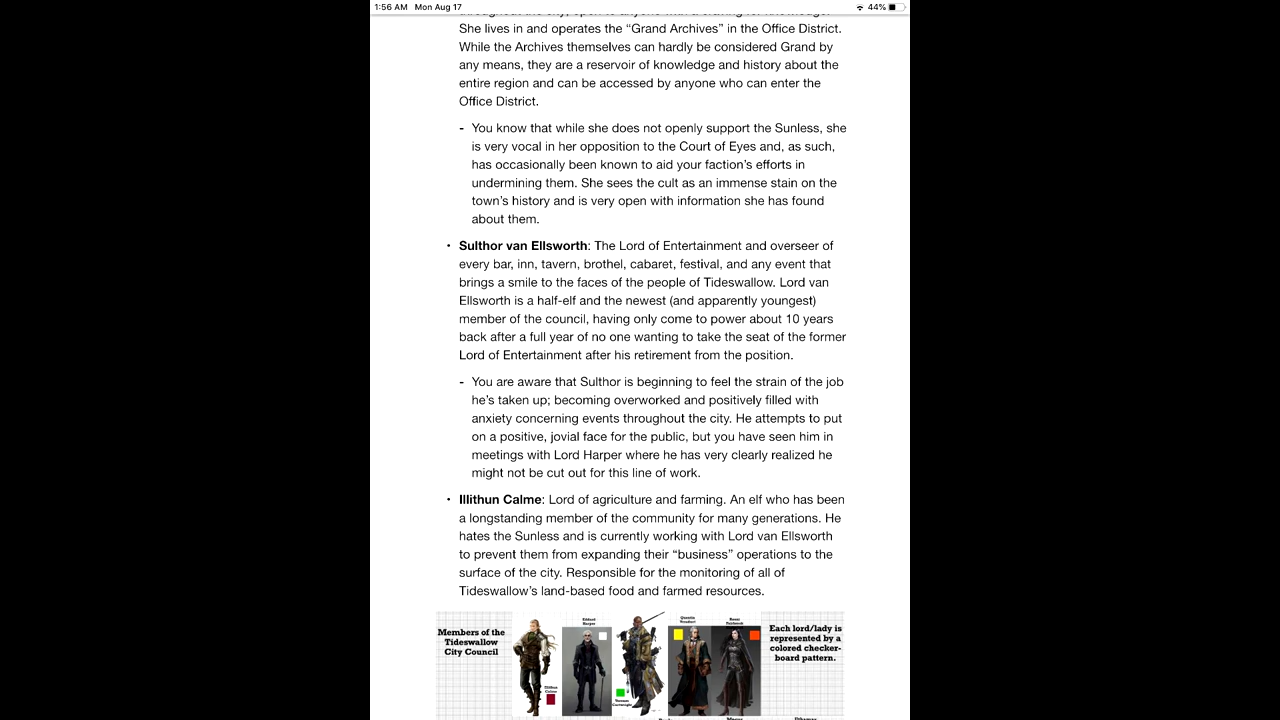 1:56 AM Mon Aug 17
44%
throughout the city, open to anyone with a craving for knowledge.
She lives in and operates the “Grand Archives” in the Office District.
While the Archives themselves can hardly be considered Grand by
any means, they are a reservoir of knowledge and history about the
entire region and can be accessed by anyone who can enter the
Office District.
- You know that while she does not openly support the Sunless, she
is very vocal in her opposition to the Court of Eyes and, as such,
has occasionally been known to aid your faction’s efforts in
undermining them. She sees the cult as an immense stain on the
town’s history and is very open with information she has found
about them.
• Sulthor van Ellsworth: The Lord of Entertainment and overseer of
every bar, inn, tavern, brothel, cabaret, festival, and any event that
brings a smile to the faces of the people of Tideswallow. Lord van
Ellsworth is a half-elf and the newest (and apparently youngest)
member of the council, having only come to power about 10 years
back after a full year of no one wanting to take the seat of the former
Lord of Entertainment after his retirement from the position.
- You are aware that Sulthor is beginning to feel the strain of the job
he’s taken up; becoming overworked and positively filled with
anxiety concerning events throughout the city. He attempts to put
on a positive, jovial face for the public, but you have seen him in
meetings with Lord Harper where he has very clearly realized he
might not be cut out for this line of work.
• Illithun Calme: Lord of agriculture and farming. An elf who has been
a longstanding member of the community for many generations. He
hates the Sunless and is currently working with Lord van Ellsworth
to prevent them from expanding their “business” operations to the
surface of the city. Responsible for the monitoring of all of
Tideswallow’s land-based food and farmed resources.
Members of the
Tideswallow
City Council
Illithun
Calme
Harper
Quentin
Each lord/lady is
represented by a
colored checker-
board pattern.